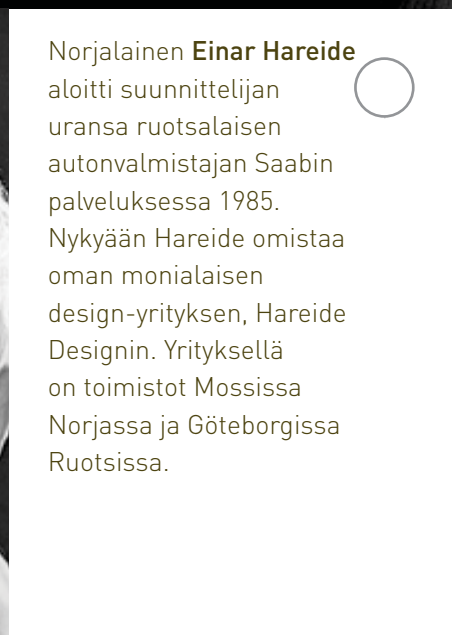 Norjalainen Einar Hareide
aloitti suunnittelijan
uransa ruotsalaisen
autonvalmistajan Saabin
palveluksessa 1985.
Nykyään Hareide omistaa
oman monialaisen
design-yrityksen, Hareide
Designin. Yrityksellä
on toimistot Mossissa
Norjassa ja Göteborgissa
Ruotsissa.